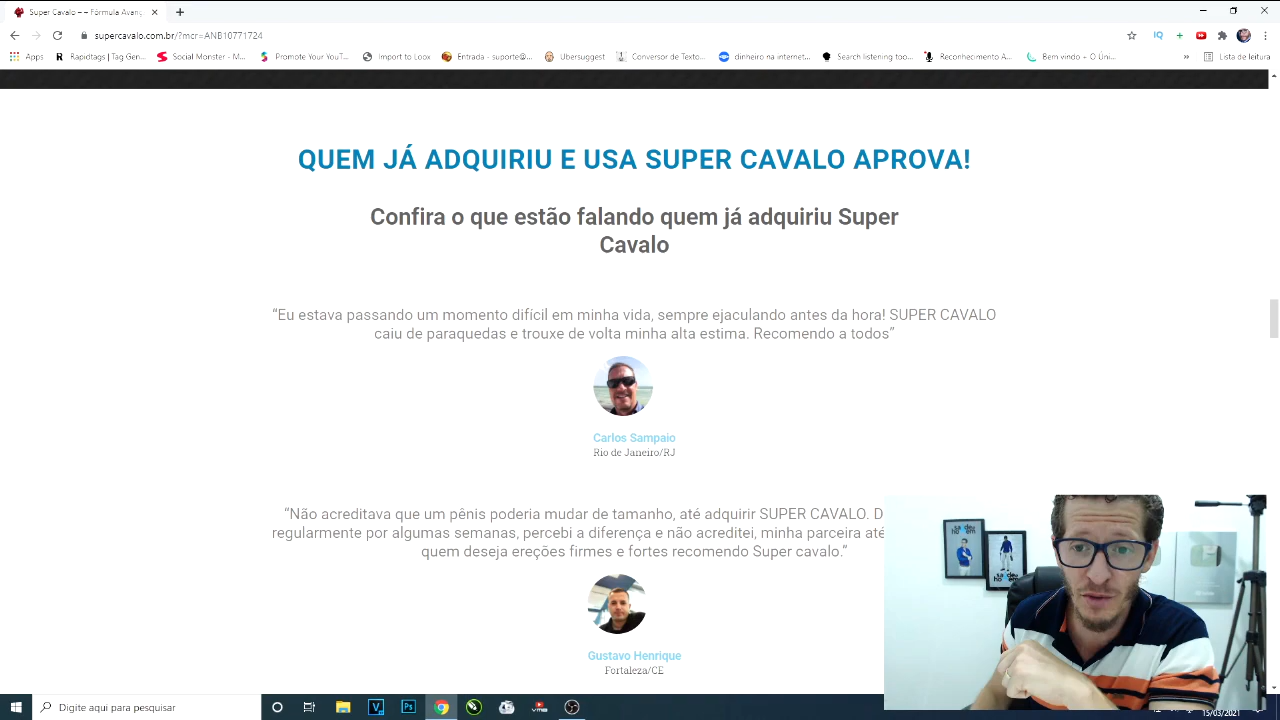 Super Cavalo – – Fórmula Avanç
supercavalo.com.br/?mcr=ANB10771724
Apps
Rapidtags | Tag Gen...
Social Monster - M...
Promote Your YouT...
Import to Loox
Entrada - suporte@...
Ubersuggest
Conversor de Texto...
dinheiro na internet...
Search listening too...
Reconhecimento A...
Bem vindo + O Úni...
»
Lista de leitura
QUEM JÁ ADQUIRIU E USA SUPER CAVALO APROVA!
Confira o que estão falando quem já adquiriu Super
Cavalo
“Eu estava passando um momento difícil em minha vida, sempre ejaculando antes da hora! SUPER CAVALO
caiu de paraquedas e trouxe de volta minha alta estima. Recomendo a todos”
Carlos Sampaio
Rio de Janeiro/RJ
“Não acreditava que um pênis poderia mudar de tamanho, até adquirir SUPER CAVALO. D
regularmente por algumas semanas, percebi a diferença e não acreditei, minha parceira até
quem deseja ereções firmes e fortes recomendo Super cavalo.”
Gustavo Henrique
Fortaleza/CE
Digite aqui para pesquisar
15/03/2021